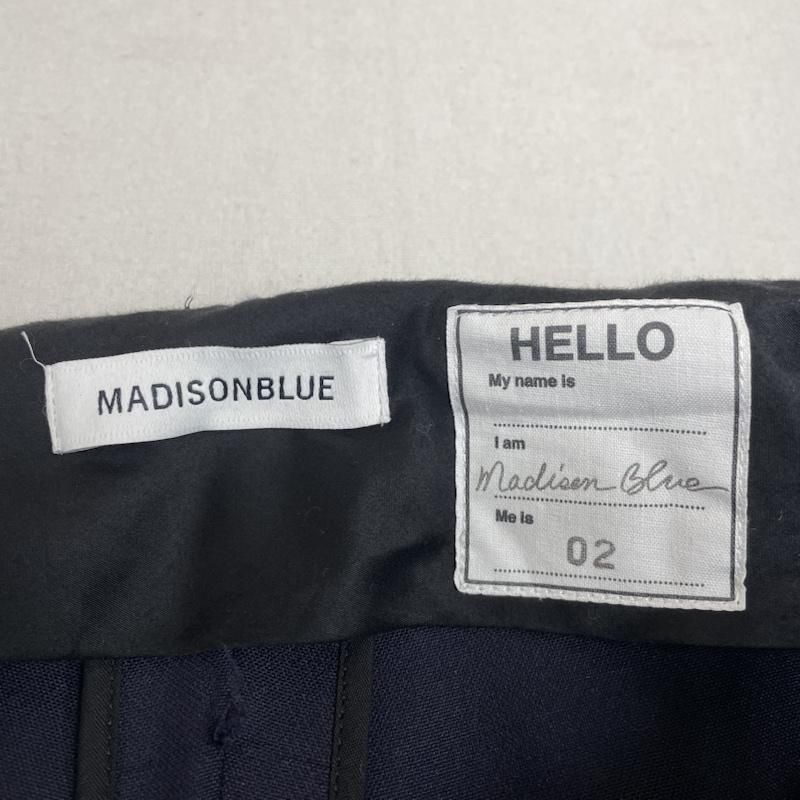 MADISONBLUE
HELLO
My name is
I am
Madison Blue
Me is
02